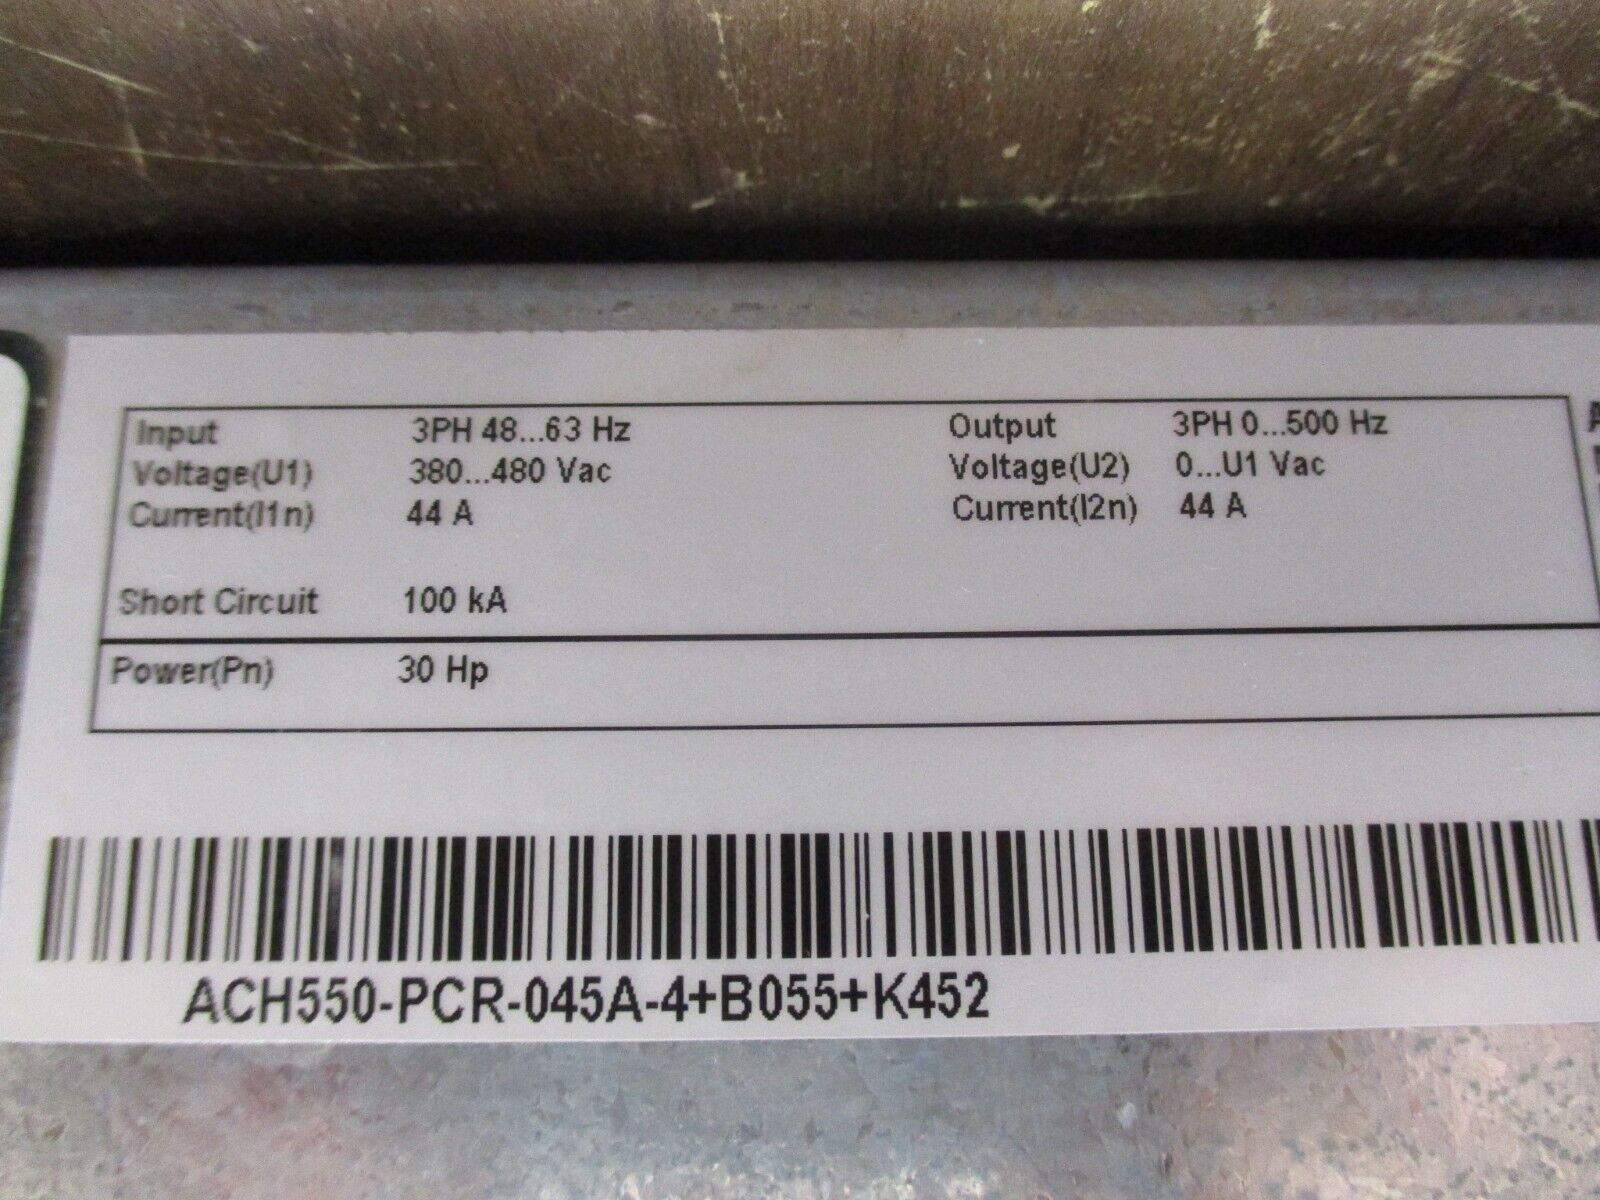 Input 3PH 48...63 Hz Output 3PH 0...500 Hz
Voltage(U1) 380...480 Vac Voltage(U2) 0...U1 Vac
Current(I1n) 44 A Current(I2n) 44 A
Short Circuit 100 kA
Power(Pn) 30 Hp
ACH550-PCR-045A-4+B055+K452